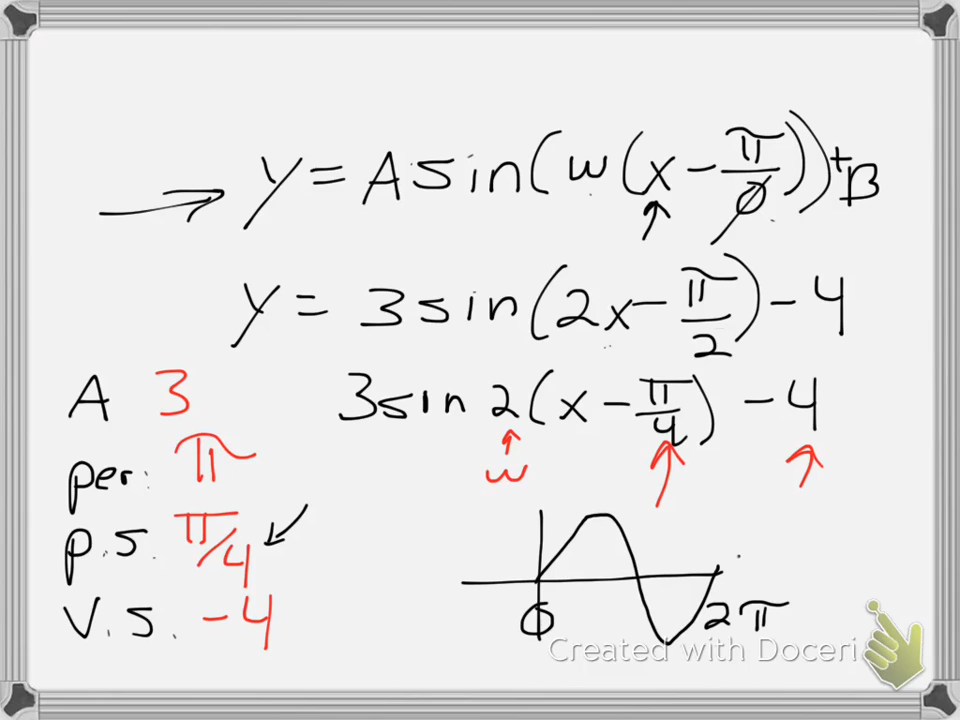 y = A sin(w(x - π/φ)) + B
y = 3 sin(2x - π/2) - 4
A 3
3 sin 2(x - π/4) - 4
per: π
w
p.s. π/4
V.s. -4
0
2π
Created with Doceri